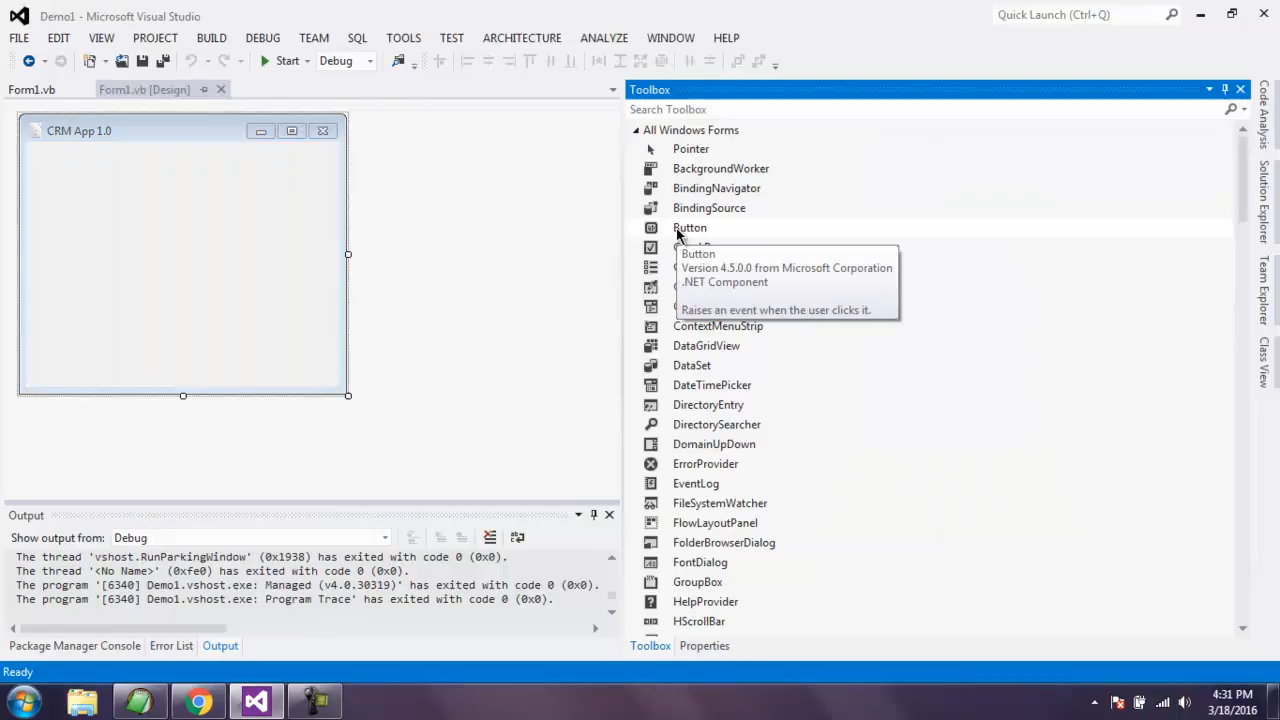 Demo1 - Microsoft Visual Studio
Quick Launch (Ctrl+Q)
FILE EDIT VIEW PROJECT BUILD DEBUG TEAM SQL TOOLS TEST ARCHITECTURE ANALYZE WINDOW HELP
Start Debug
Form1.vb Form1.vb [Design]
CRM App 1.0
Toolbox
Search Toolbox
All Windows Forms
Pointer
BackgroundWorker
BindingNavigator
BindingSource
Button
Button
Version 4.5.0.0 from Microsoft Corporation
.NET Component
Raises an event when the user clicks it.
ContextMenuStrip
DataGridView
DataSet
DateTimePicker
DirectoryEntry
DirectorySearcher
DomainUpDown
ErrorProvider
EventLog
FileSystemWatcher
FlowLayoutPanel
FolderBrowserDialog
FontDialog
GroupBox
HelpProvider
HScrollBar
Toolbox Properties
Code Analysis
Solution Explorer
Team Explorer
Class View
Output
Show output from: Debug
The thread 'vshost.RunParkingWindow' (0x1938) has exited with code 0 (0x0).
The thread '<No Name>' (0xfe0) has exited with code 0 (0x0).
The program '[6340] Demo1.vshost.exe: Managed (v4.0.30319)' has exited with code 0 (0x0).
The program '[6340] Demo1.vshost.exe: Program Trace' has exited with code 0 (0x0).
Package Manager Console Error List Output
Ready
4:31 PM
3/18/2016